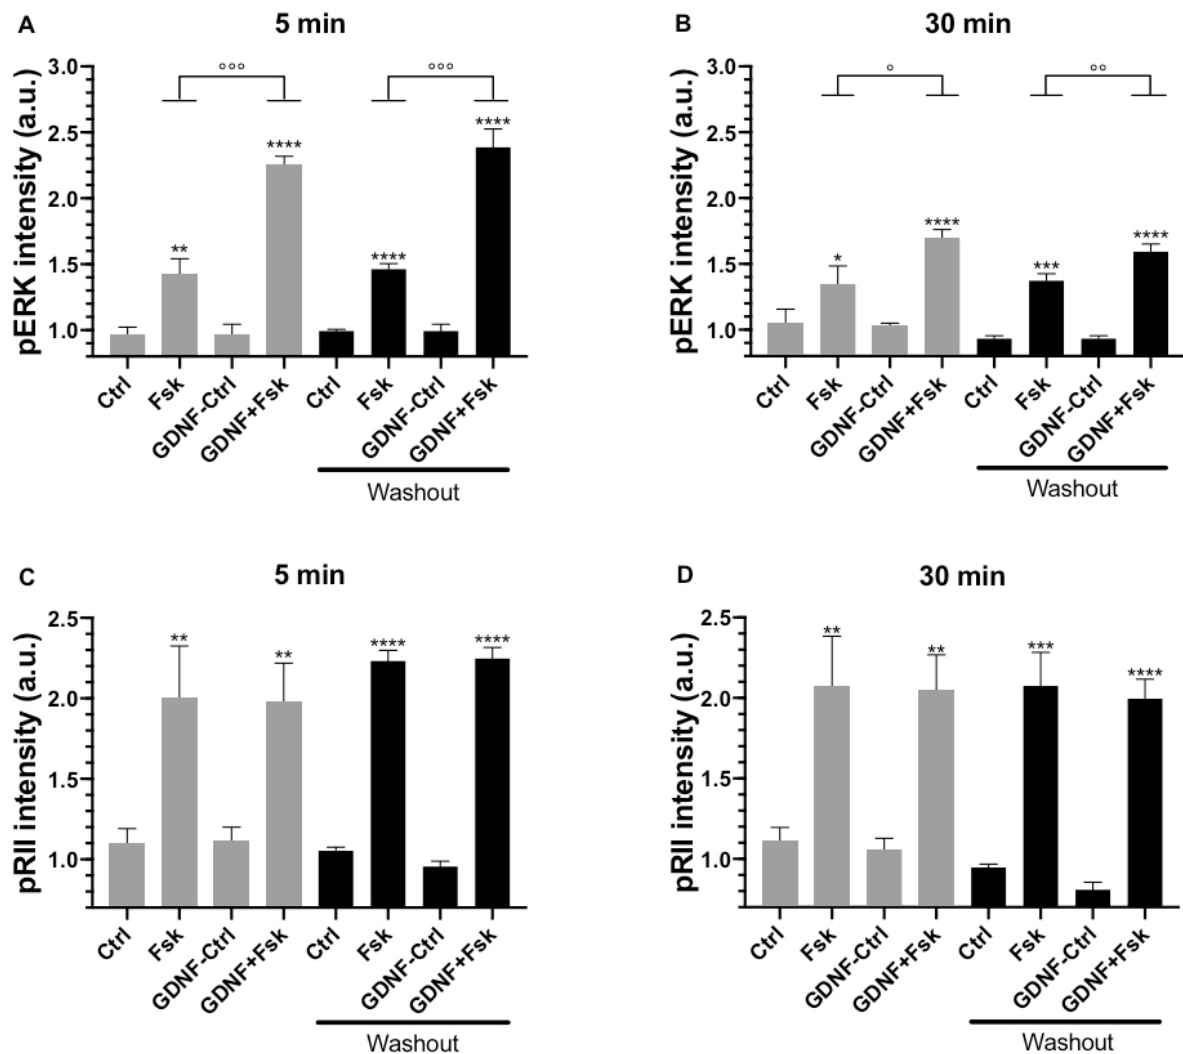 A
5 min
pERK intensity (a.u.)
3.0
2.5
2.0
1.5
1.0
°°°
°°°
**
****
****
****
Ctrl
Fsk
GDNF-Ctrl
GDNF+Fsk
Ctrl
Fsk
GDNF-Ctrl
GDNF+Fsk
Washout
B
30 min
pERK intensity (a.u.)
3.0
2.5
2.0
1.5
1.0
°
°°
*
****
***
****
Ctrl
Fsk
GDNF-Ctrl
GDNF+Fsk
Ctrl
Fsk
GDNF-Ctrl
GDNF+Fsk
Washout
C
5 min
pRII intensity (a.u.)
2.5
2.0
1.5
1.0
**
**
****
****
Ctrl
Fsk
GDNF-Ctrl
GDNF+Fsk
Ctrl
Fsk
GDNF-Ctrl
GDNF+Fsk
Washout
D
30 min
pRII intensity (a.u.)
2.5
2.0
1.5
1.0
**
**
***
****
Ctrl
Fsk
GDNF-Ctrl
GDNF+Fsk
Ctrl
Fsk
GDNF-Ctrl
GDNF+Fsk
Washout